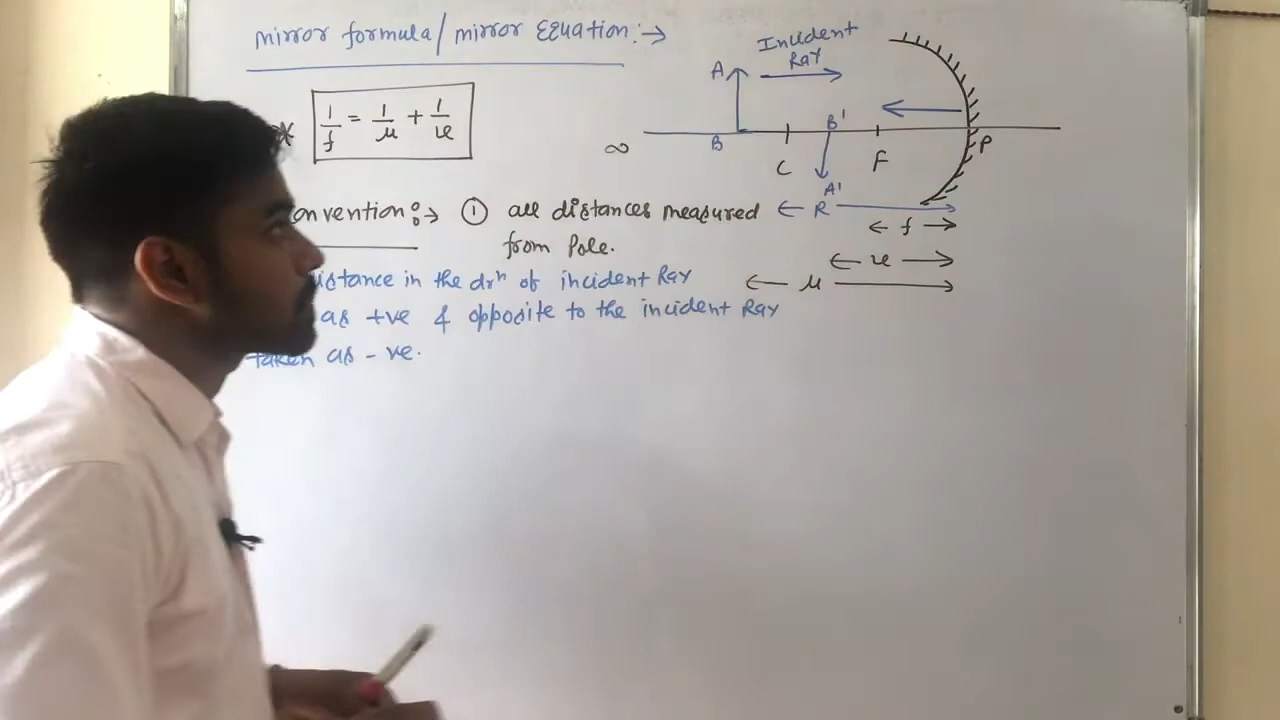 mirror formula/ mirror Equation:→
1/f = 1/u + 1/v
onvention:→ ① all distances measured
from Pole.
istance in the drⁿ of incident Ray
as +ve & opposite to the incident Ray
taken as -ve.
Incident
Ray
A
B
B'
A'
∞
C
F
P
R
f
v
u